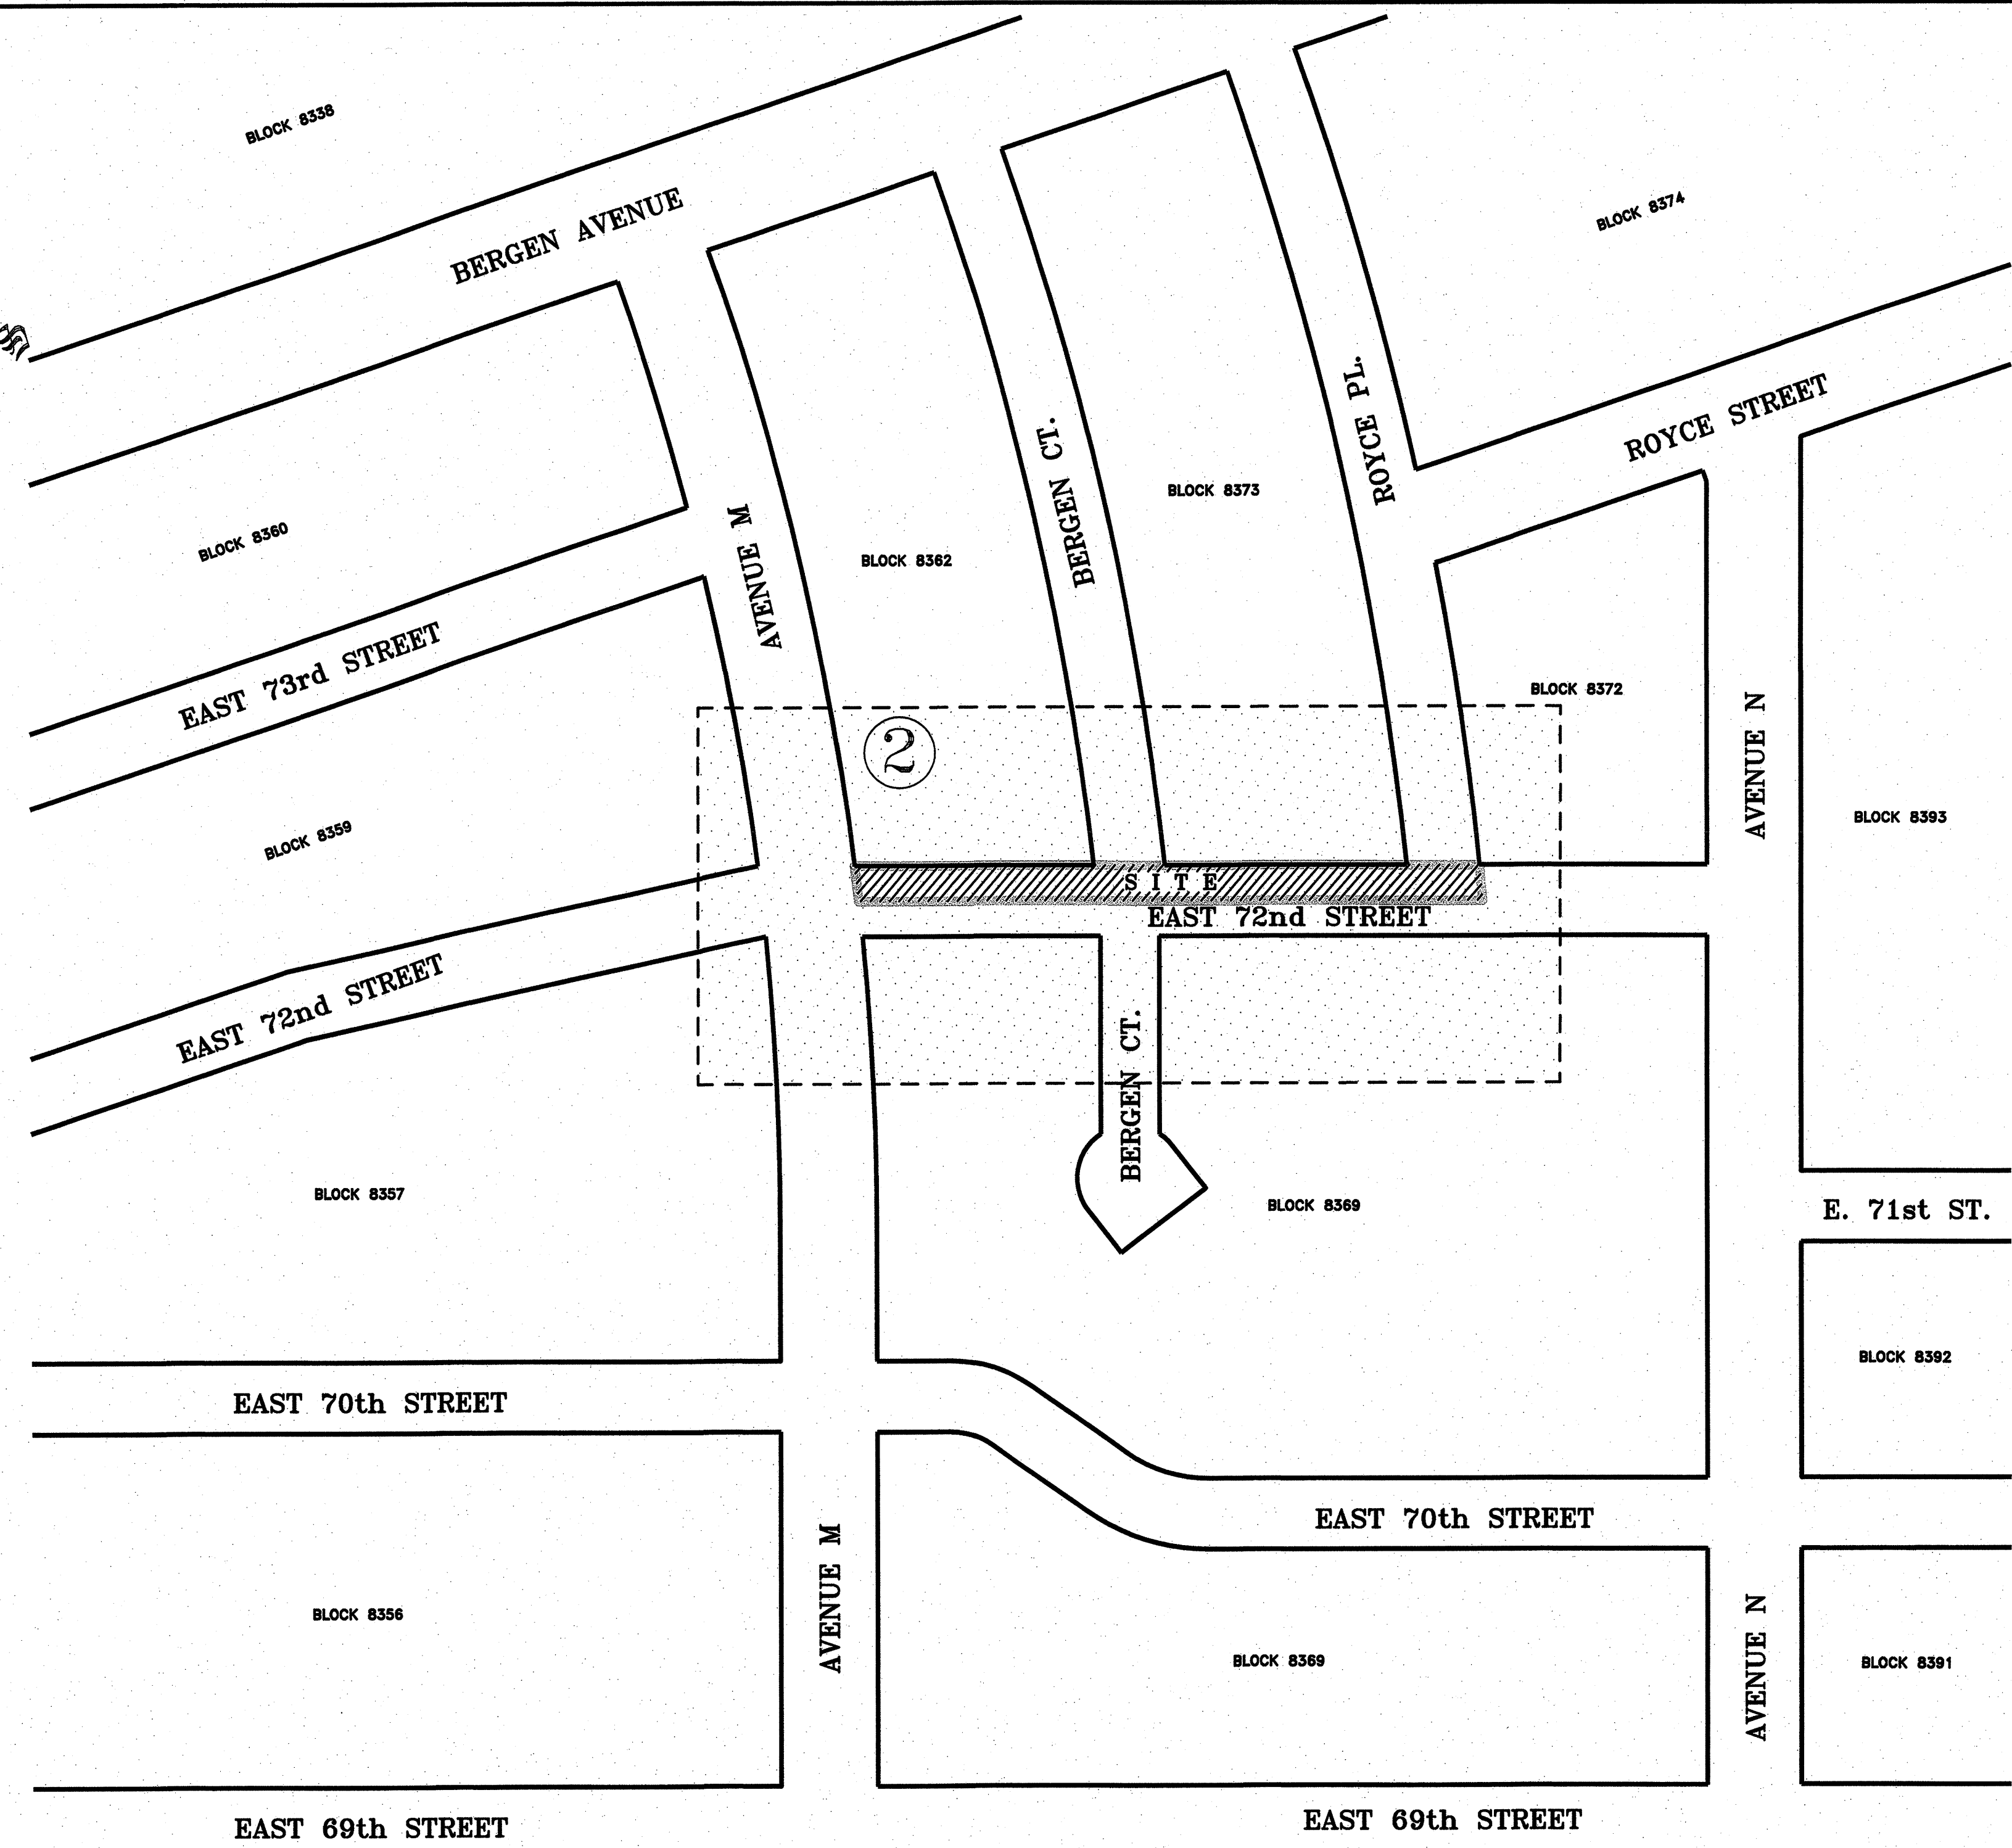 BLOCK 8338
BERGEN AVENUE
BLOCK 8374
S
ROYCE PL.
ROYCE STREET
BERGEN CT.
BLOCK 8373
BLOCK 8360
AVENUE M
BLOCK 8362
EAST 73rd STREET
BLOCK 8372
2
AVENUE N
BLOCK 8393
BLOCK 8359
SITE
EAST 72nd STREET
EAST 72nd STREET
BERGEN CT.
BLOCK 8357
BLOCK 8369
E. 71st ST.
BLOCK 8392
EAST 70th STREET
EAST 70th STREET
AVENUE M
AVENUE N
BLOCK 8356
BLOCK 8369
BLOCK 8391
EAST 69th STREET
EAST 69th STREET